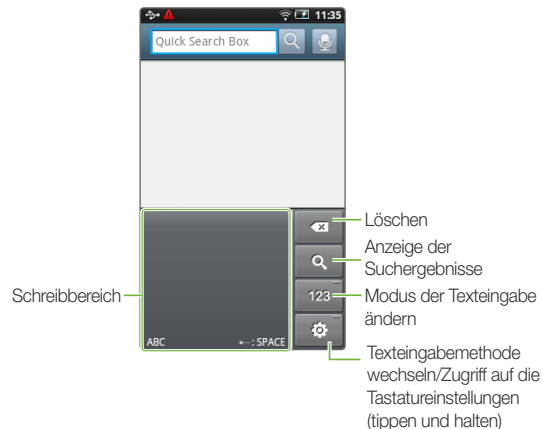 11:35
Quick Search Box
Löschen
Anzeige der
Suchergebnisse
123
Schreibbereich
Modus der Texteingabe
ändern
ABC
: SPACE
Texteingabemethode
wechseln/Zugriff auf die
Tastatureinstellungen
(tippen und halten)